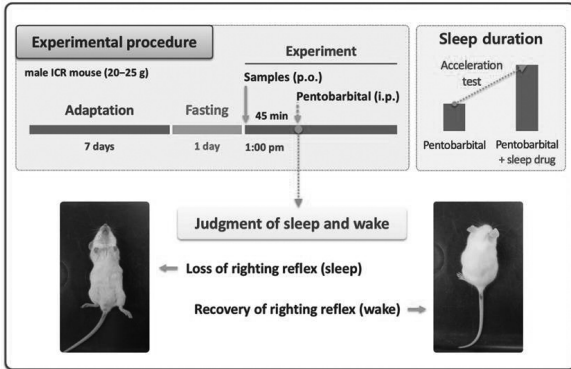 Experimental procedure
male ICR mouse (20–25 g)
Adaptation
7 days
Fasting
1 day
Experiment
Samples (p.o.)
45 min
Pentobarbital (i.p.)
1:00 pm
Sleep duration
Acceleration
test
Pentobarbital
Pentobarbital
+ sleep drug
Judgment of sleep and wake
Loss of righting reflex (sleep)
Recovery of righting reflex (wake)